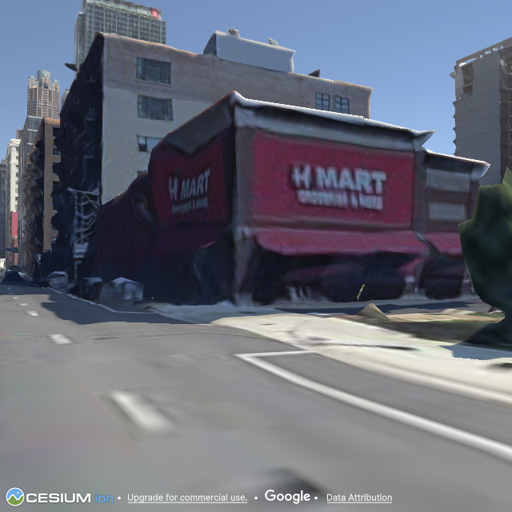 H MART
H MART
GROCERIES & MORE
CESIUM ion • Upgrade for commercial use. • Google • Data Attribution